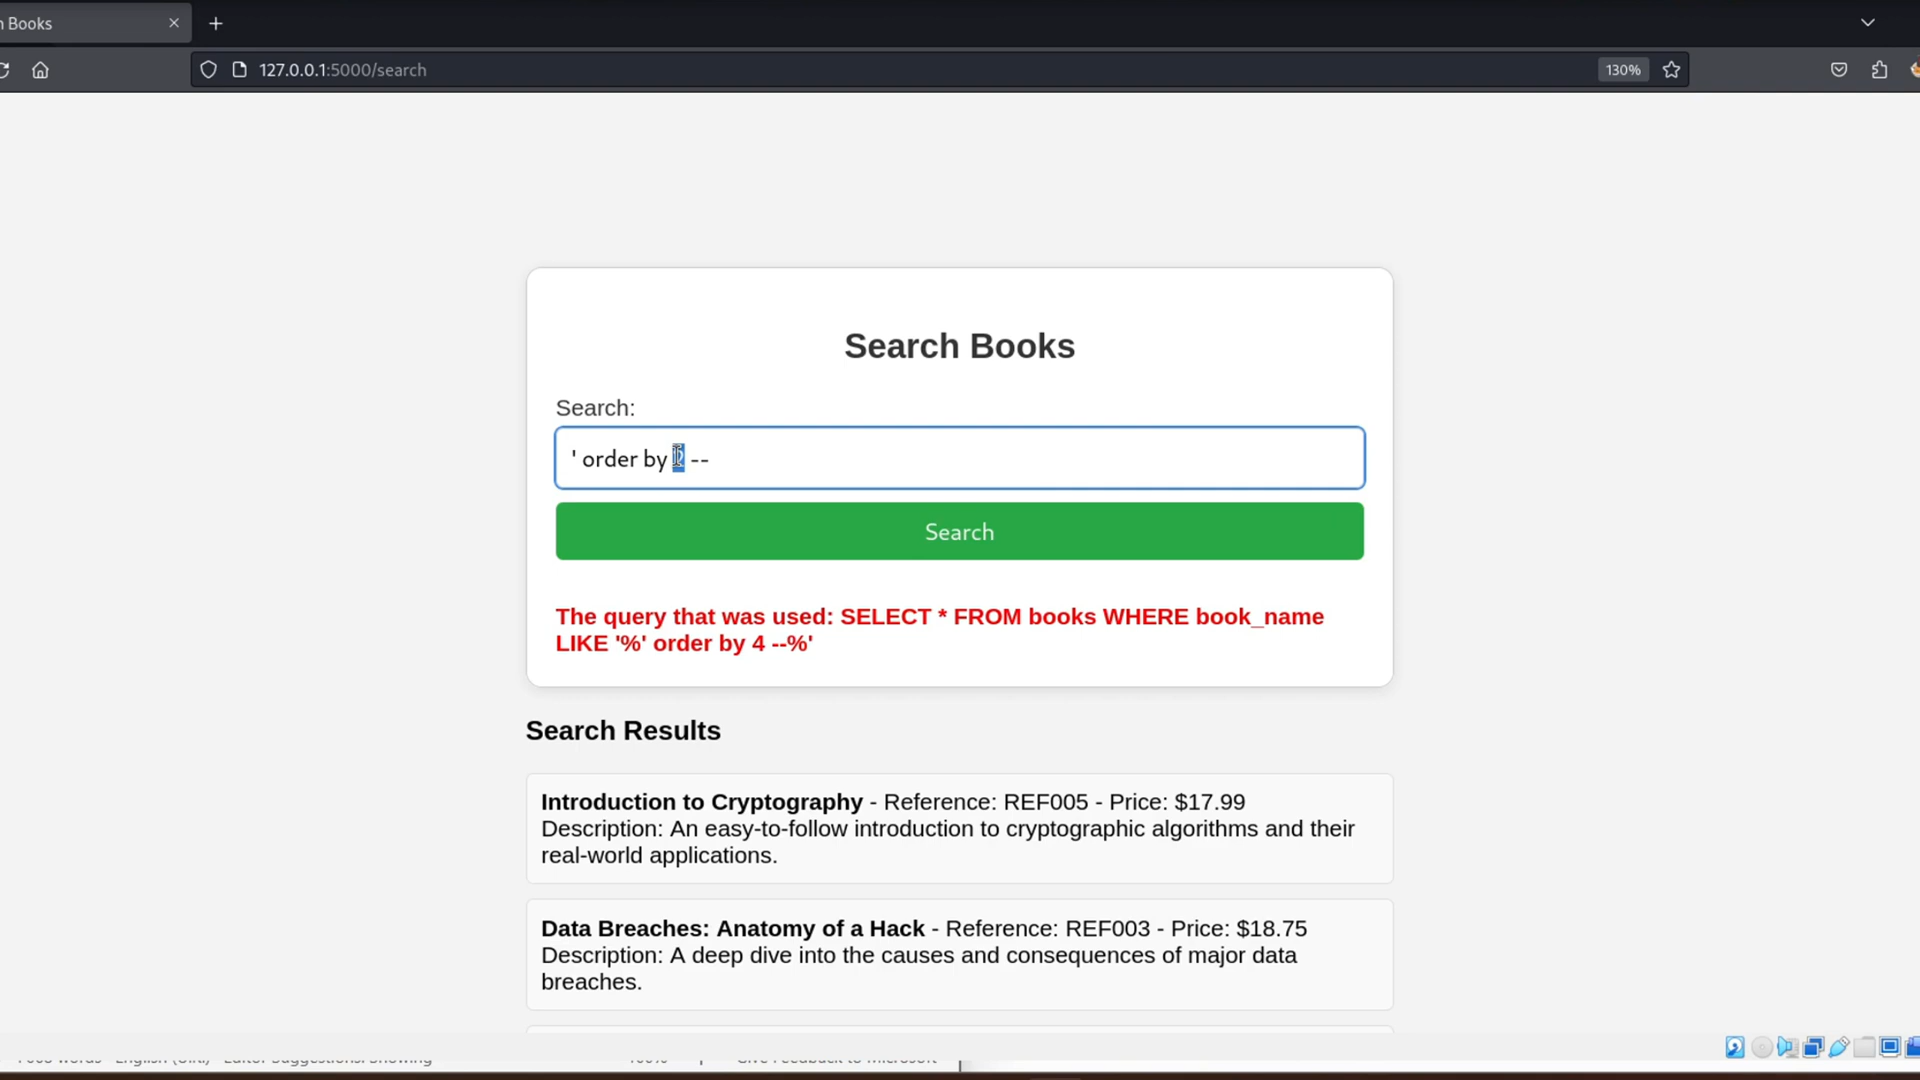 h Books
127.0.0.1:5000/search
130%
Search Books
Search:
' order by --
Search
The query that was used: SELECT * FROM books WHERE book_name
LIKE '%' order by 4 --%'
Search Results
Introduction to Cryptography - Reference: REF005 - Price: $17.99
Description: An easy-to-follow introduction to cryptographic algorithms and their
real-world applications.
Data Breaches: Anatomy of a Hack - Reference: REF003 - Price: $18.75
Description: A deep dive into the causes and consequences of major data
breaches.